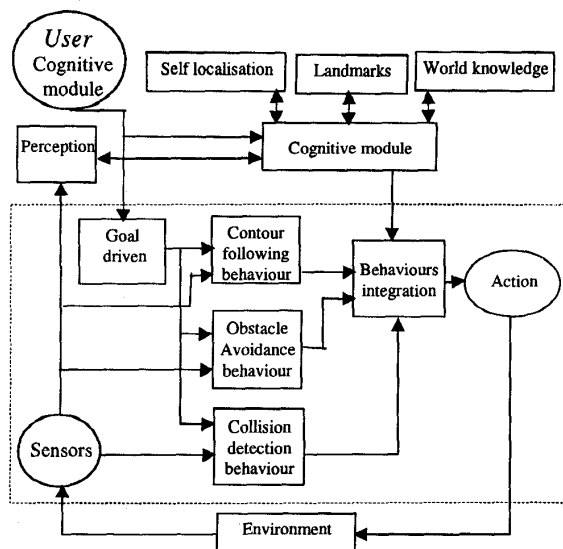 User
Cognitive
module
Self localisation
Landmarks
World knowledge
Perception
Cognitive module
Goal
driven
Contour
following
behaviour
Behaviours
integration
Action
Obstacle
Avoidance
behaviour
Sensors
Collision
detection
behaviour
Environment